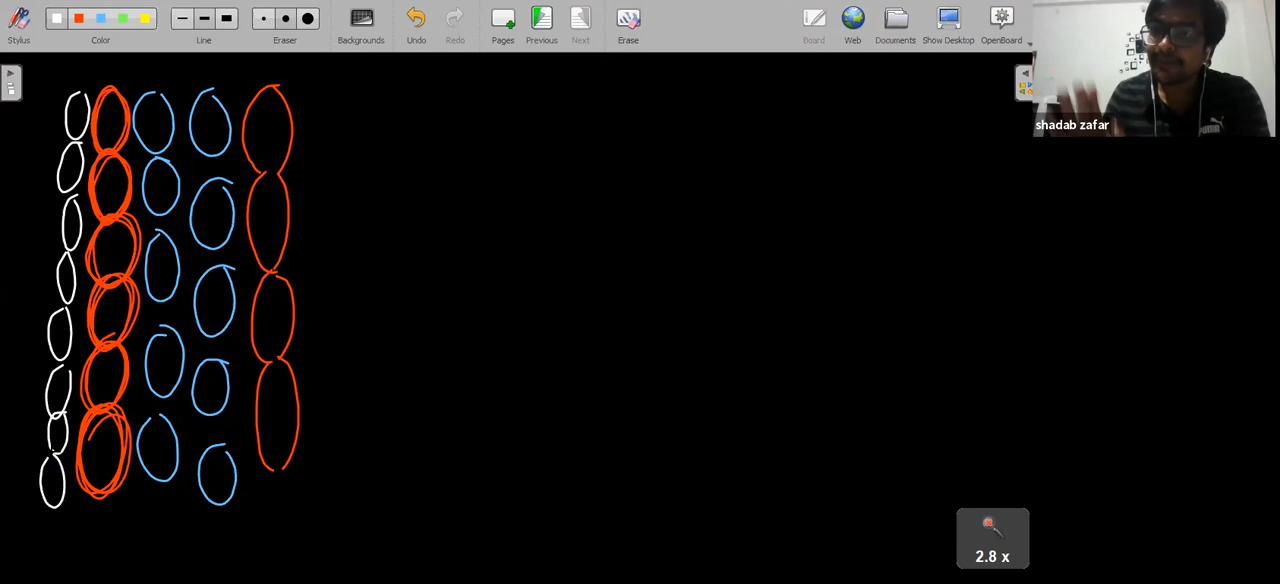 Stylus
Color
Line
Eraser
Backgrounds
Undo
Redo
Pages
Previous
Next
Erase
Board
Web
Documents
Show Desktop
OpenBoard
PUMA
shadab zafar
2.8 x